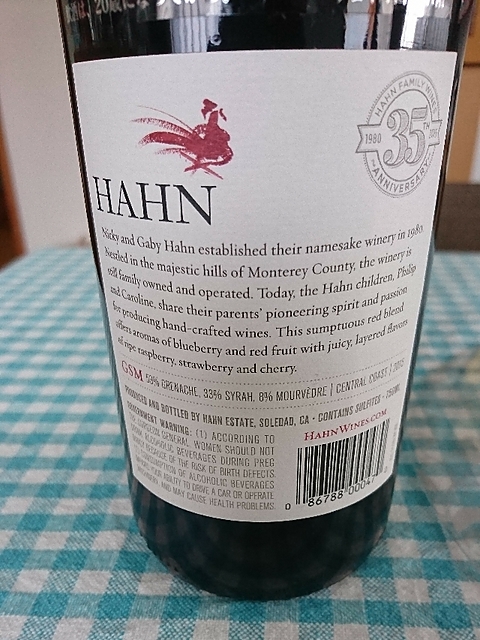 HAHN FAMILY WINES
1980
35TH
ANNIVERSARY
HAHN
Nicky and Gaby Hahn established their namesake winery in 1980.
Nestled in the majestic hills of Monterey County, the winery is
still family owned and operated. Today, the Hahn children, Philip
and Caroline, share their parents' pioneering spirit and passion
for producing hand-crafted wines. This sumptuous red blend
offers aromas of blueberry and red fruit with juicy, layered flavors
of ripe raspberry, strawberry and cherry.
GSM 59% GRENACHE, 33% SYRAH, 8% MOURVÈDRE | CENTRAL COAST | 2015
PRODUCED AND BOTTLED BY HAHN ESTATE, SOLEDAD, CA • CONTAINS SULFITES • 750ML
GOVERNMENT WARNING: (1) ACCORDING TO
THE SURGEON GENERAL, WOMEN SHOULD NOT
DRINK ALCOHOLIC BEVERAGES DURING PREG
BECAUSE OF THE RISK OF BIRTH DEFECTS.
CONSUMPTION OF ALCOHOLIC BEVERAGES
ABILITY TO DRIVE A CAR OR OPERATE
AND MAY CAUSE HEALTH PROBLEMS.
HAHNWINES.COM
0 86788 00047